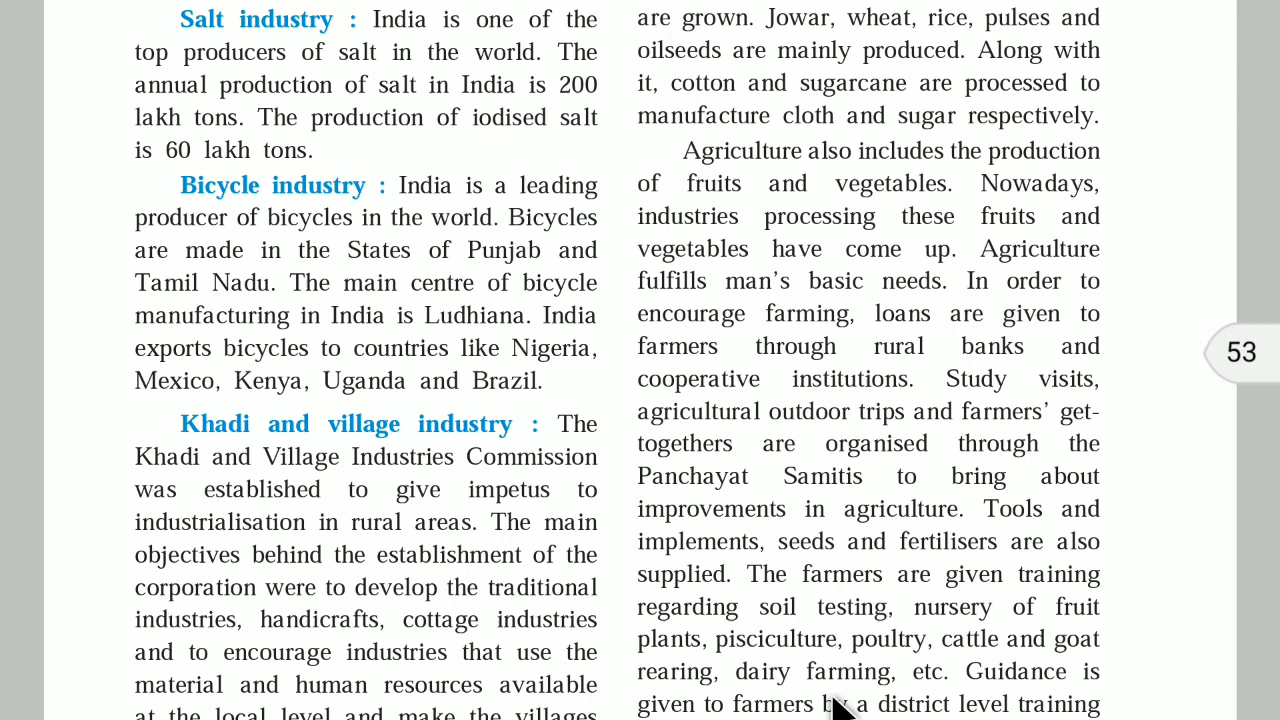 Salt industry : India is one of the
top producers of salt in the world. The
annual production of salt in India is 200
lakh tons. The production of iodised salt
is 60 lakh tons.
Bicycle industry : India is a leading
producer of bicycles in the world. Bicycles
are made in the States of Punjab and
Tamil Nadu. The main centre of bicycle
manufacturing in India is Ludhiana. India
exports bicycles to countries like Nigeria,
Mexico, Kenya, Uganda and Brazil.
Khadi and village industry : The
Khadi and Village Industries Commission
was established to give impetus to
industrialisation in rural areas. The main
objectives behind the establishment of the
corporation were to develop the traditional
industries, handicrafts, cottage industries
and to encourage industries that use the
material and human resources available
at the local level and make the villages
are grown. Jowar, wheat, rice, pulses and
oilseeds are mainly produced. Along with
it, cotton and sugarcane are processed to
manufacture cloth and sugar respectively.
Agriculture also includes the production
of fruits and vegetables. Nowadays,
industries processing these fruits and
vegetables have come up. Agriculture
fulfills man's basic needs. In order to
encourage farming, loans are given to
farmers through rural banks and
cooperative institutions. Study visits,
agricultural outdoor trips and farmers' get-
togethers are organised through the
Panchayat Samitis to bring about
improvements in agriculture. Tools and
implements, seeds and fertilisers are also
supplied. The farmers are given training
regarding soil testing, nursery of fruit
plants, pisciculture, poultry, cattle and goat
rearing, dairy farming, etc. Guidance is
given to farmers by a district level training
53